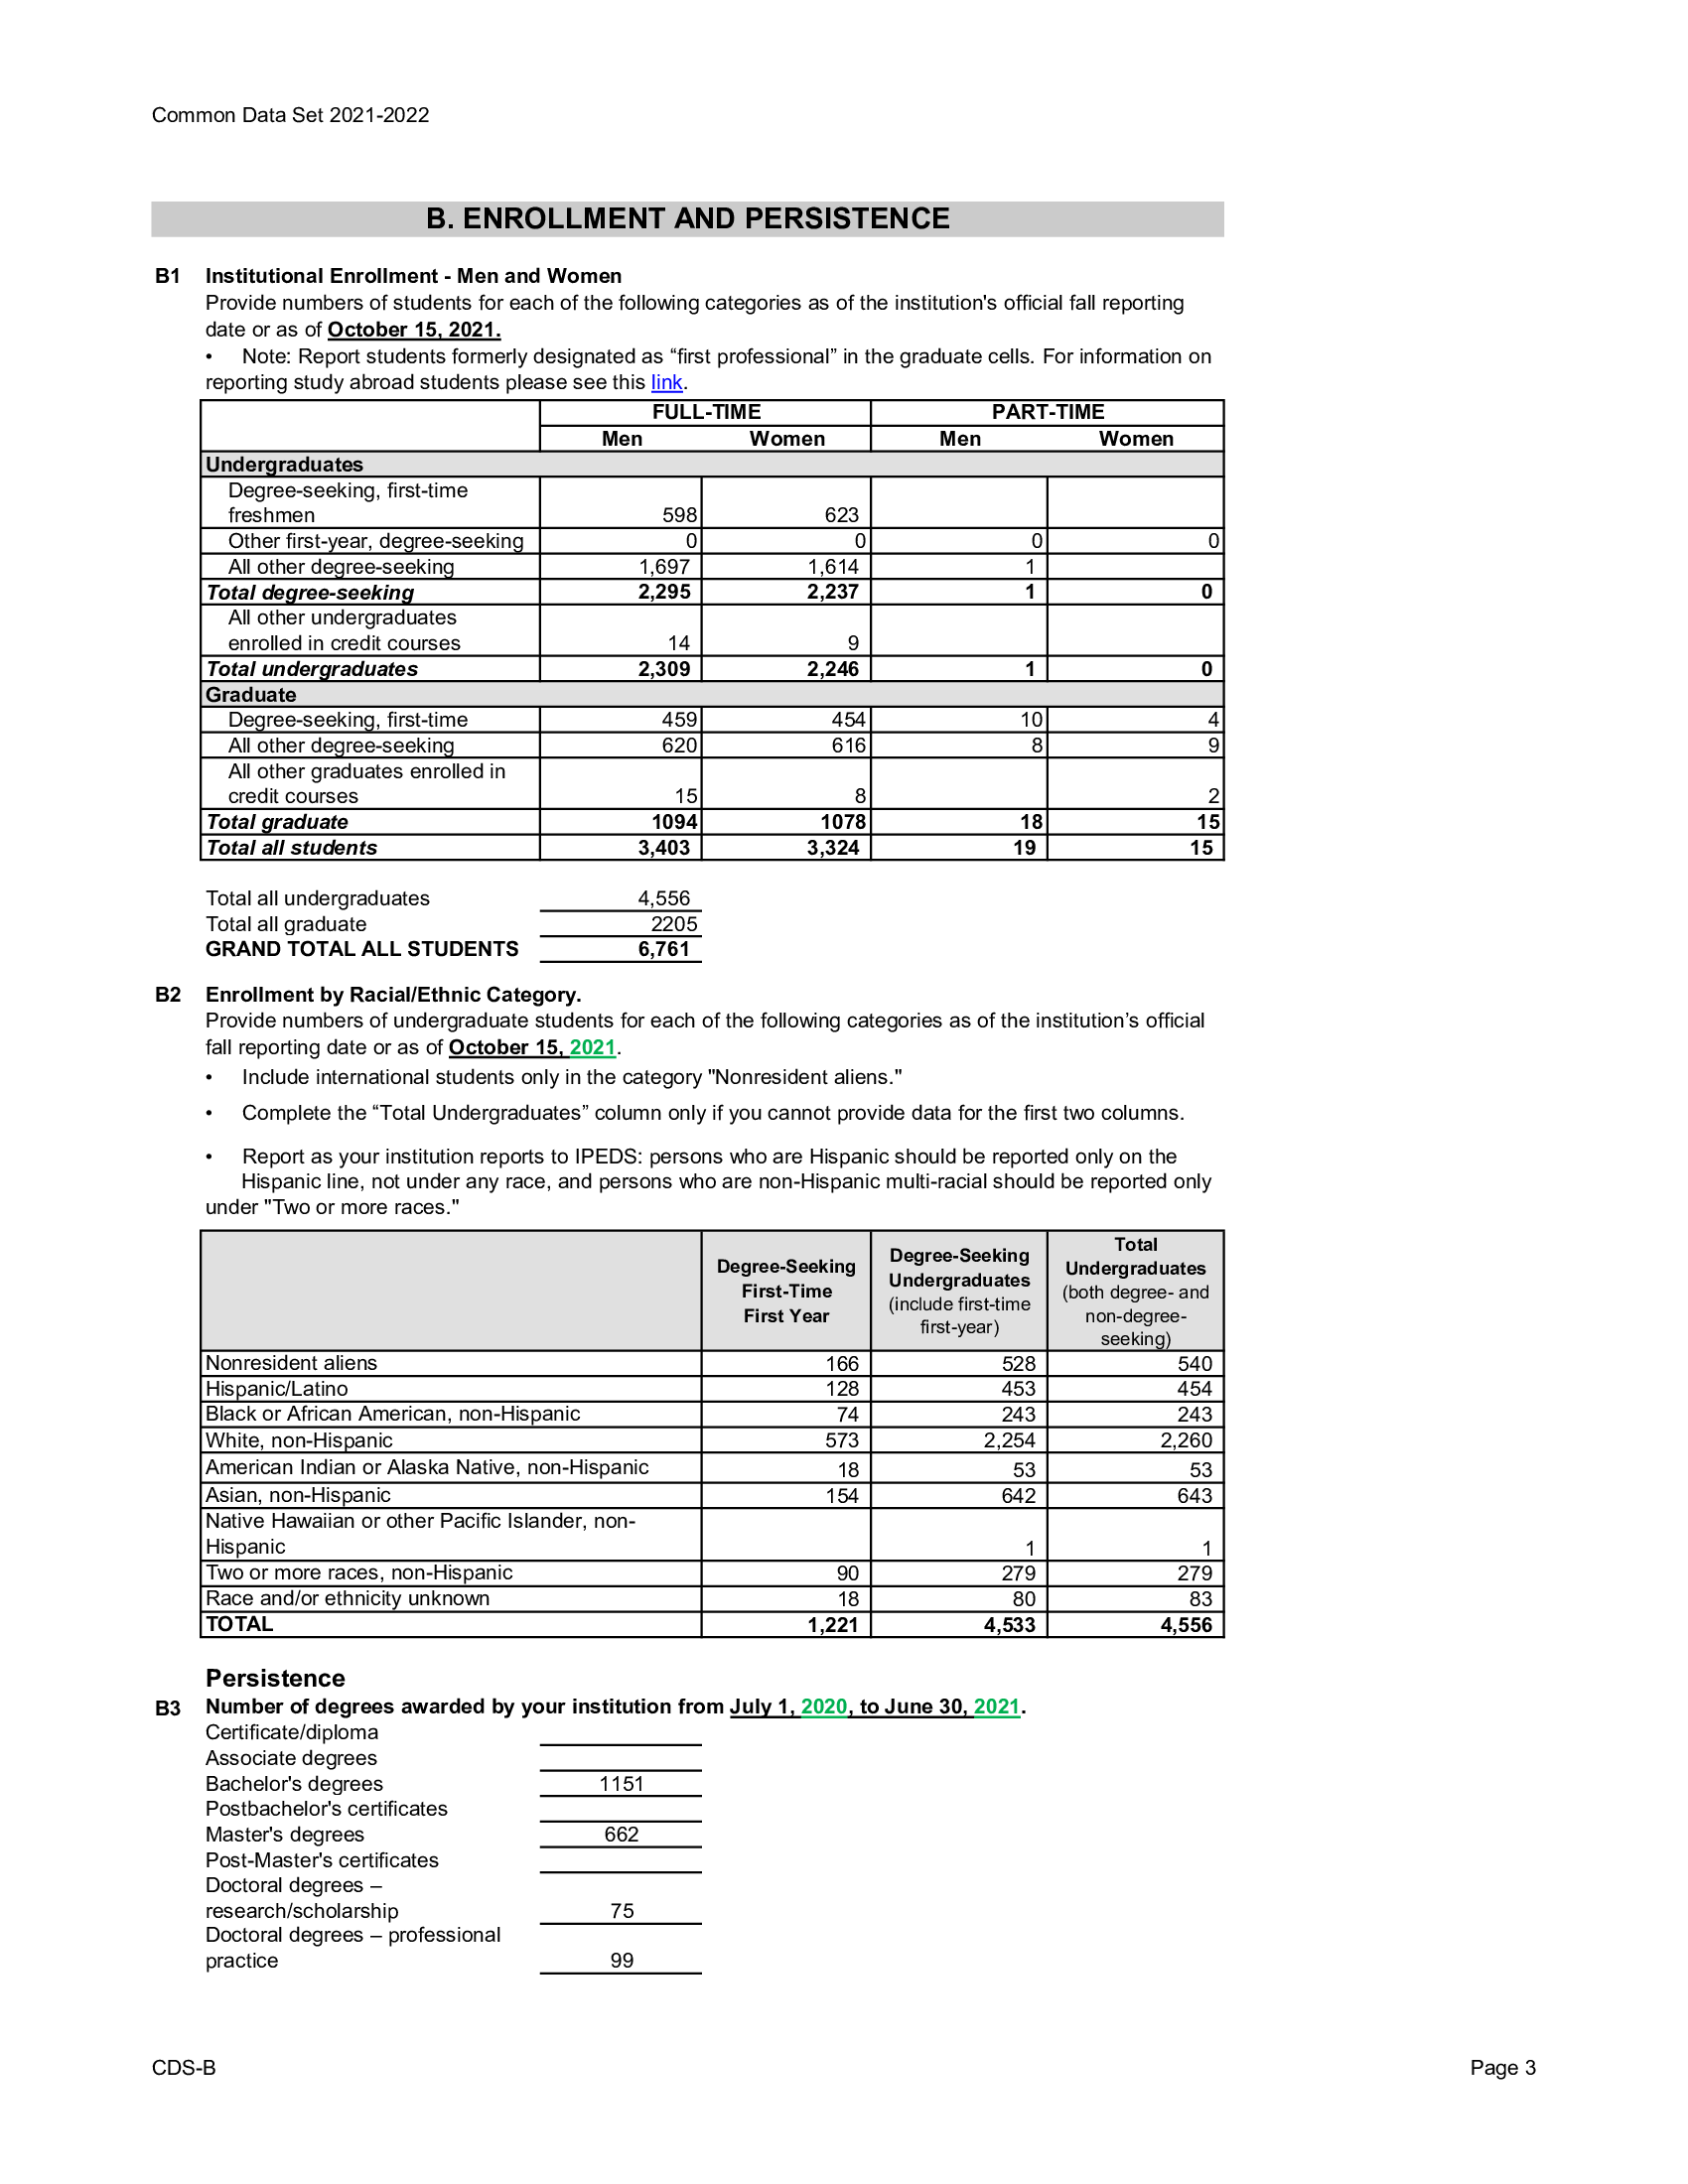 Common Data Set 2021-2022
B. ENROLLMENT AND PERSISTENCE
B1 Institutional Enrollment - Men and Women
Provide numbers of students for each of the following categories as of the institution's official fall reporting
date or as of October 15, 2021.
• Note: Report students formerly designated as “first professional” in the graduate cells. For information on
reporting study abroad students please see this link.
FULL-TIME PART-TIME
Men Women Men Women
Undergraduates
Degree-seeking, first-time
freshmen 598 623
Other first-year, degree-seeking 0 0 0 0
All other degree-seeking 1,697 1,614 1
Total degree-seeking 2,295 2,237 1 0
All other undergraduates
enrolled in credit courses 14 9
Total undergraduates 2,309 2,246 1 0
Graduate
Degree-seeking, first-time 459 454 10 4
All other degree-seeking 620 616 8 9
All other graduates enrolled in
credit courses 15 8 2
Total graduate 1094 1078 18 15
Total all students 3,403 3,324 19 15
Total all undergraduates 4,556
Total all graduate 2205
GRAND TOTAL ALL STUDENTS 6,761
B2 Enrollment by Racial/Ethnic Category.
Provide numbers of undergraduate students for each of the following categories as of the institution’s official
fall reporting date or as of October 15, 2021.
• Include international students only in the category "Nonresident aliens."
• Complete the “Total Undergraduates” column only if you cannot provide data for the first two columns.
• Report as your institution reports to IPEDS: persons who are Hispanic should be reported only on the
Hispanic line, not under any race, and persons who are non-Hispanic multi-racial should be reported only
under "Two or more races."
Degree-Seeking
First-Time
First Year
Degree-Seeking
Undergraduates
(include first-time
first-year)
Total
Undergraduates
(both degree- and
non-degree-
seeking)
Nonresident aliens 166 528 540
Hispanic/Latino 128 453 454
Black or African American, non-Hispanic 74 243 243
White, non-Hispanic 573 2,254 2,260
American Indian or Alaska Native, non-Hispanic 18 53 53
Asian, non-Hispanic 154 642 643
Native Hawaiian or other Pacific Islander, non-
Hispanic 1 1
Two or more races, non-Hispanic 90 279 279
Race and/or ethnicity unknown 18 80 83
TOTAL 1,221 4,533 4,556
Persistence
B3 Number of degrees awarded by your institution from July 1, 2020, to June 30, 2021.
Certificate/diploma
Associate degrees
Bachelor's degrees 1151
Postbachelor's certificates
Master's degrees 662
Post-Master's certificates
Doctoral degrees –
research/scholarship 75
Doctoral degrees – professional
practice 99
CDS-B Page 3